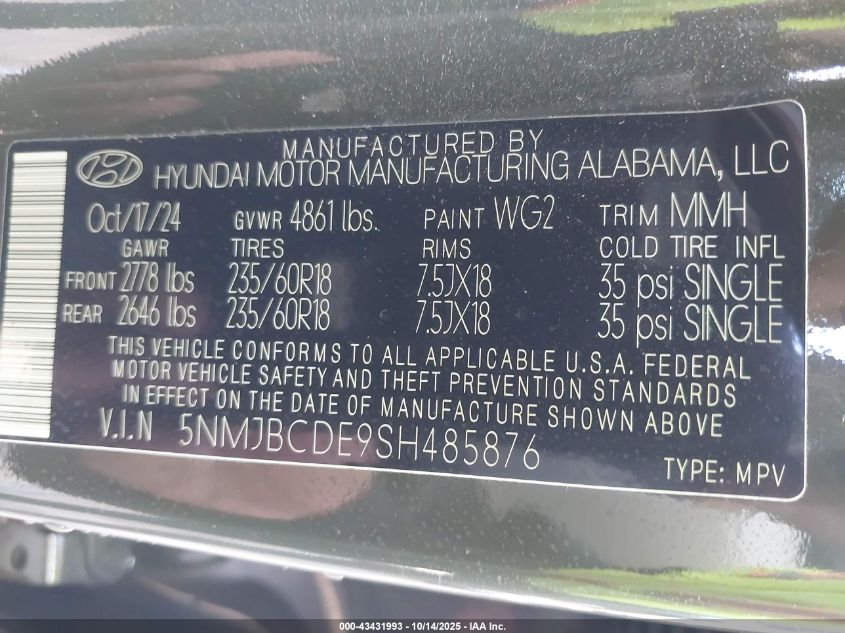 MANUFACTURED BY
HYUNDAI MOTOR MANUFACTURING ALABAMA, LLC
Oct/17/24 GVWR 4861 lbs. PAINT WG2 TRIM MMH
GAWR TIRES RIMS COLD TIRE INFL
FRONT 2778 lbs 235/60R18 7.5JX18 35 psi SINGLE
REAR 2646 lbs 235/60R18 7.5JX18 35 psi SINGLE
THIS VEHICLE CONFORMS TO ALL APPLICABLE U.S.A. FEDERAL
MOTOR VEHICLE SAFETY AND THEFT PREVENTION STANDARDS
IN EFFECT ON THE DATE OF MANUFACTURE SHOWN ABOVE
V.I.N 5NMJBCDE9SH485876
TYPE: MPV
000-43431993 - 10/14/2025 - IAA Inc.